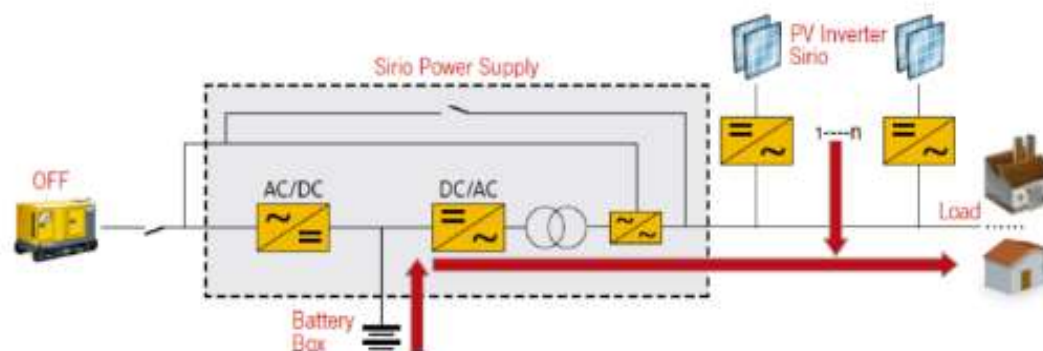 PV Inverter
Sirio
Sirio Power Supply
1----n
OFF
AC/DC
DC/AC
Load
Battery
Box